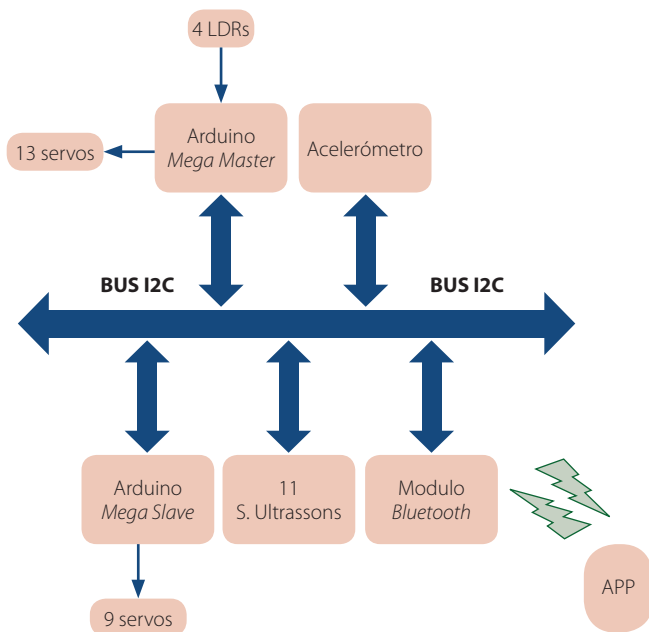 4 LDRs
13 servos
Arduino
Mega Master
Acelerómetro
BUS I2C
BUS I2C
Arduino
Mega Slave
11
S. Ultrassons
Modulo
Bluetooth
APP
9 servos